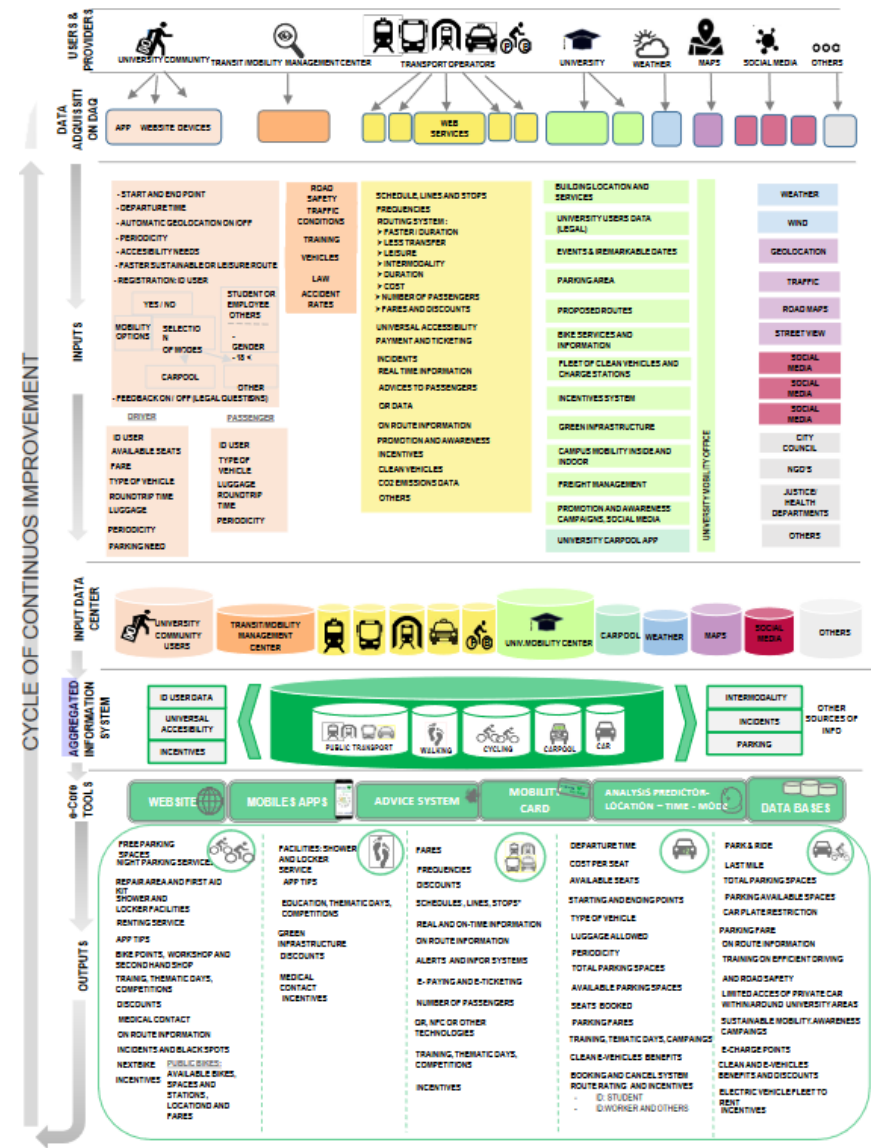 USERS &
PROVIDERS
UNIVERSITY COMMUNITY
TRANSIT/MOBILITY MANAGEMENT CENTER
TRANSPORT OPERATORS
UNIVERSITY
WEATHER
MAPS
SOCIAL MEDIA
OTHERS
DATA
ADQUISSITI
ON DAQ
APP WEBSITE DEVICES
WEB
SERVICES
CYCLE OF CONTINUOS IMPROVEMENT
INPUTS
- START AND END POINT
- DEPARTURE TIME
- AUTOMATIC GEOLOCATION ON /OFF
- PERIODICITY
- ACCESIBILITY NEEDS
- FASTER SUSTAINABLE OR LEISURE ROUTE
- REGISTRATION: ID USER
YES / NO
STUDENT OR
EMPLOYEE
OTHERS
-
GENDER
- 18 <
MOBILITY
OPTIONS
SELECTIO
N
OF MODES
CARPOOL
OTHER
- FEEDBACK ON / OFF (LEGAL QUESTIONS)
DRIVER
ID USER
AVAILABLE SEATS
FARE
TYPE OF VEHICLE
ROUNDTRIP TIME
LUGGAGE
PERIODICITY
PARKING NEED
PASSENGER
ID USER
TYPE OF
VEHICLE
LUGGAGE
ROUNDTRIP
TIME
PERIODICITY
ROAD
SAFETY
TRAFFIC
CONDITIONS
TRAINING
VEHICLES
LAW
ACCIDENT
RATES
SCHEDULE, LINES AND STOPS
FREQUENCIES
ROUTING SYSTEM :
> FASTER / DURATION
> LESS TRANSFER
> LEISURE
> INTERMODALITY
> DURATION
> COST
> NUMBER OF PASSENGERS
> FARES AND DISCOUNTS
UNIVERSAL ACCESSIBILITY
PAYMENT AND TICKETING
INCIDENTS
REAL TIME INFORMATION
ADVICES TO PASSENGERS
QR DATA
ON ROUTE INFORMATION
PROMOTION AND AWARENESS
INCENTIVES
CLEAN VEHICLES
CO2 EMISSIONS DATA
OTHERS
BUILDING LOCATION AND
SERVICES
UNIVERSITY USERS DATA
(LEGAL)
EVENTS & IREMARKABLE DATES
PARKING AREA
PROPOSED ROUTES
BIKE SERVICES AND
INFORMATION
FLEET OF CLEAN VEHICLES AND
CHARGE STATIONS
INCENTIVES SYSTEM
GREEN INFRASTRUCTURE
CAMPUS MOBILITY INSIDE AND
INDOOR
FREIGHT MANAGEMENT
PROMOTION AND AWARENESS
CAMPAIGNS, SOCIAL MEDIA
UNIVERSITY CARPOOL APP
UNIVERSITY MOBILITY OFFICE
WEATHER
WIND
GEOLOCATION
TRAFFIC
ROAD MAPS
STREET VIEW
SOCIAL
MEDIA
SOCIAL
MEDIA
SOCIAL
MEDIA
CITY
COUNCIL
NGO'S
JUSTICE/
HEALTH
DEPARTMENTS
OTHERS
INPUT DATA
CENTER
UNIVERSITY
COMMUNITY
USERS
TRANSIT/MOBILITY
MANAGEMENT
CENTER
UNIV.MOBILITY CENTER
CARPOOL
WEATHER
MAPS
SOCIAL
MEDIA
OTHERS
AGGREGATED
INFORMATION
SYSTEM
ID USER DATA
UNIVERSAL
ACCESIBILITY
INCENTIVES
PUBLIC TRANSPORT
WALKING
CYCLING
CARPOOL
CAR
INTERMODALITY
INCIDENTS
PARKING
OTHER
SOURCES OF
INFO
e-Core
TOOLS
WEBSITE
MOBILES APPS
ADVICE SYSTEM
MOBILITY
CARD
ANALYSIS PREDICTOR-
LOCATION – TIME - MODE
DATA BASES
OUTPUTS
FREE PARKING
SPACES
NIGHT PARKING SERVICE
REPAIR AREA AND FIRST AID
KIT
SHOWER AND
LOCKER FACILITIES
RENTING SERVICE
APP TIPS
BIKE POINTS, WORKSHOP AND
SECOND HAND SHOP
TRAINIG, THEMATIC DAYS,
COMPETITIONS
DISCOUNTS
MEDICAL CONTACT
ON ROUTE INFORMATION
INCIDENTS AND BLACK SPOTS
NEXTBIKE
INCENTIVES
PUBLIC BIKES:
AVAILABLE BIKES,
SPACES AND
STATIONS,
LOCATIOND AND
FARES
FACILITIES: SHOWER
AND LOCKER
SERVICE
APP TIPS
EDUCATION, THEMATIC DAYS,
COMPETITIONS
GREEN
INFRASTRUCTURE
DISCOUNTS
MEDICAL
CONTACT
INCENTIVES
FARES
FREQUENCIES
DISCOUNTS
SCHEDULES , LINES, STOPS"
REAL AND ON-TIME INFORMATION
ON ROUTE INFORMATION
ALERTS AND INFOR SYSTEMS
E- PAYING AND E-TICKETING
NUMBER OF PASSENGERS
QR, NFC OR OTHER
TECHNOLOGIES
TRAINING, THEMATIC DAYS,
COMPETITIONS
INCENTIVES
DEPARTURE TIME
COST PER SEAT
AVAILABLE SEATS
STARTING AND ENDING POINTS
TYPE OF VEHICLE
LUGGAGE ALLOWED
PERIODICITY
TOTAL PARKING SPACES
AVAILABLE PARKING SPACES
SEATS BOOKED
PARKING FARES
TRAINING, TEMATIC DAYS, CAMPAINGS
CLEAN E-VEHICLES BENEFITS
BOOKING AND CANCEL SYSTEM
ROUTE RATING AND INCENTIVES
- ID: STUDENT
- ID:WORKER AND OTHERS
PARK & RIDE
LAST MILE
TOTAL PARKING SPACES
PARKING AVAILABLE SPACES
CAR PLATE RESTRICTION
PARKING FARE
ON ROUTE INFORMATION
TRAINING ON EFFICIENT DRIVING
AND ROAD SAFETY
LIMITED ACCES OF PRIVATE CAR
WITHIN/AROUND UNIVERSITY AREAS
SUSTAINABLE MOBILITY.AWARENESS
CAMPAINGS
E-CHARGE POINTS
CLEAN AND E-VEHICLES
BENEFITS AND DISCOUNTS
ELECTRIC VEHICLE FLEET TO
RENT
INCENTIVES